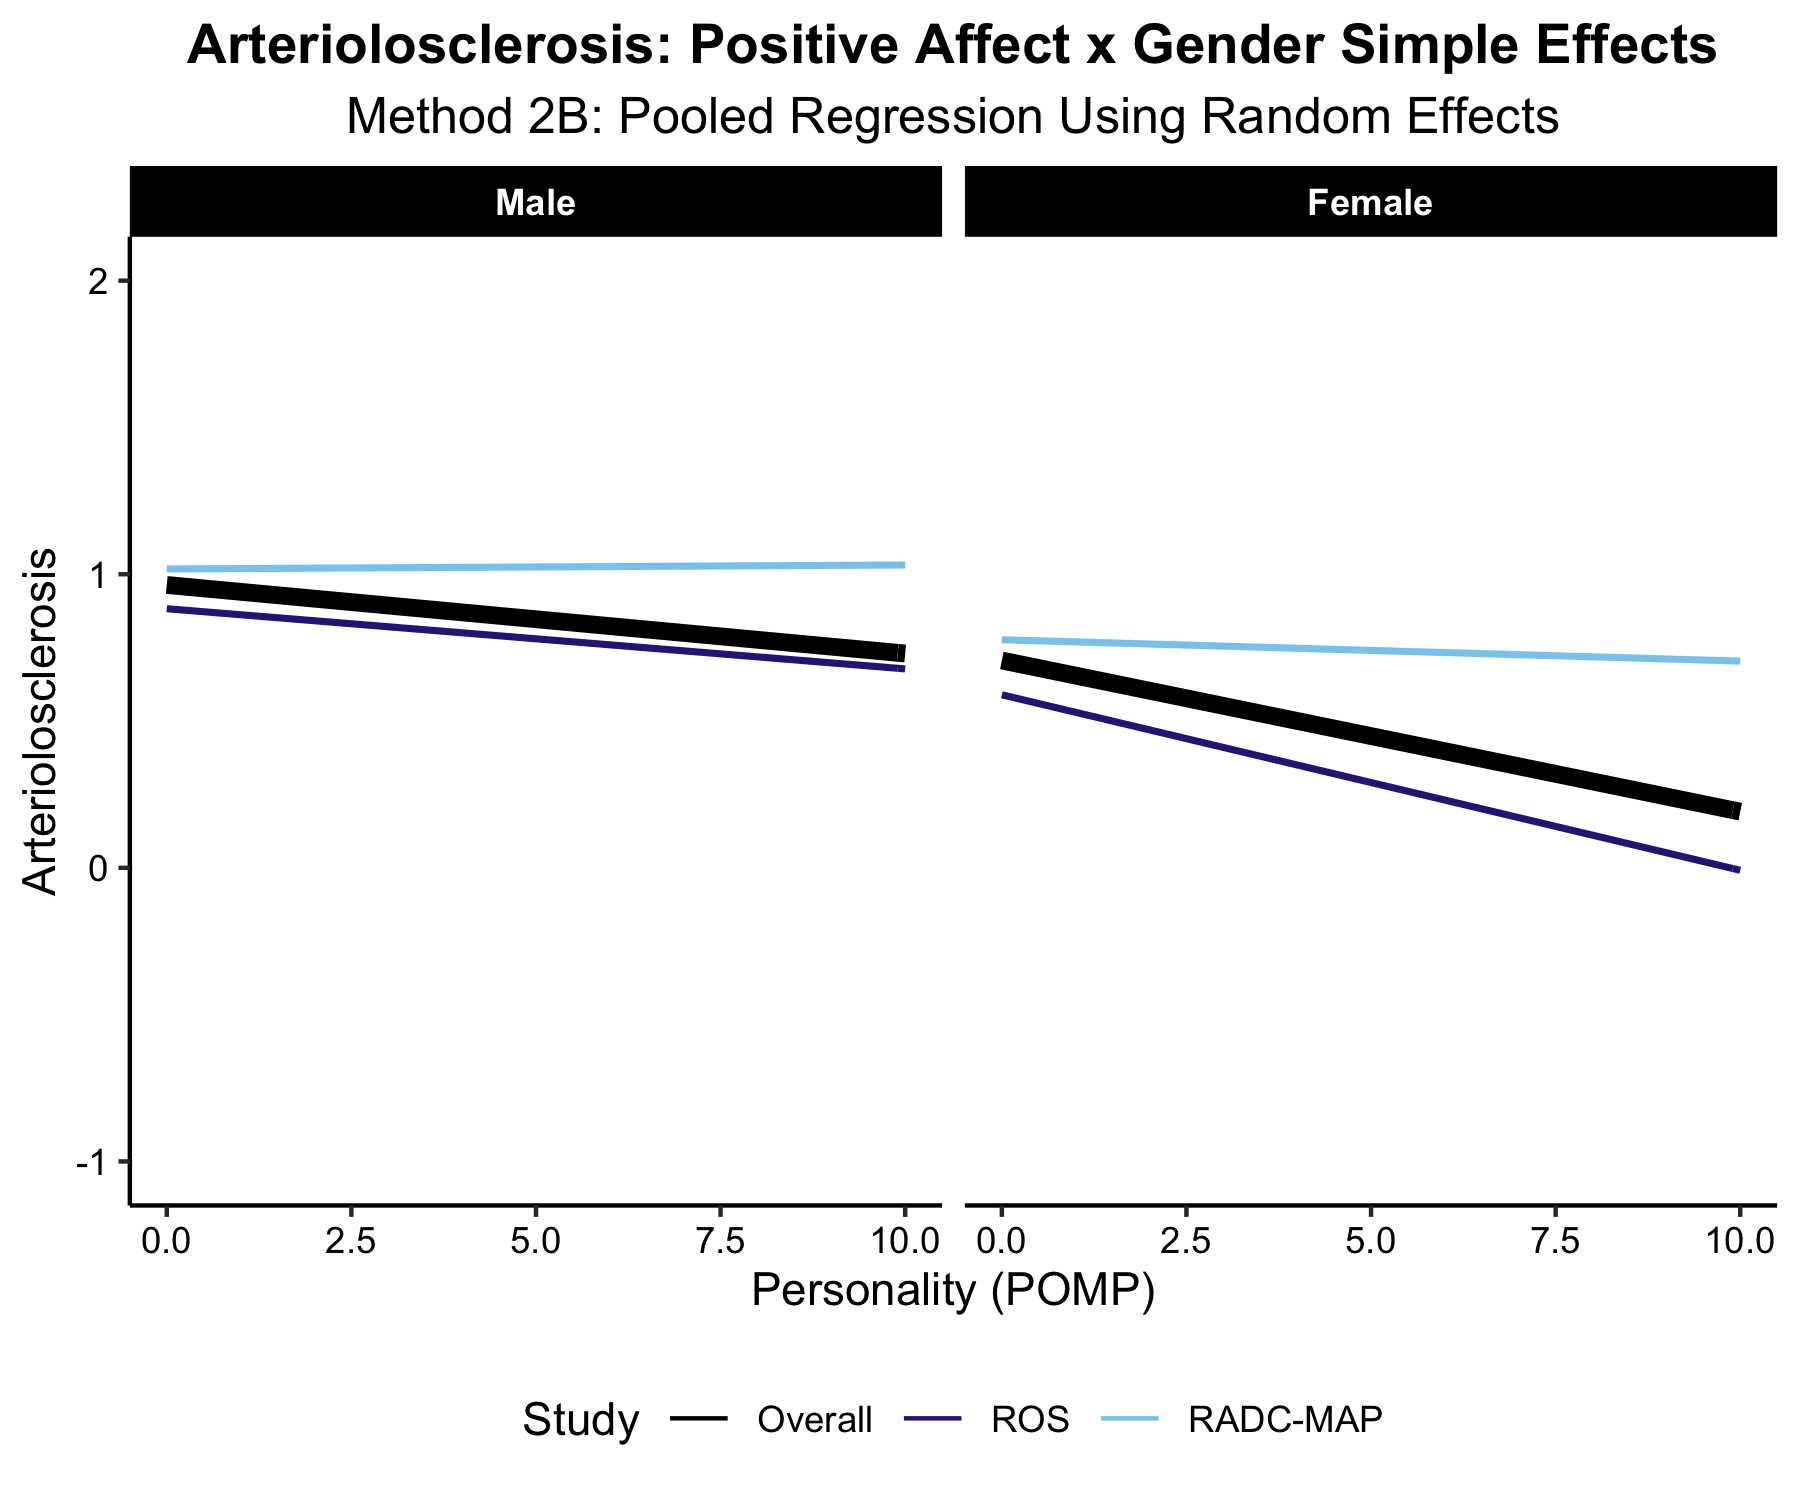 Arteriolosclerosis: Positive Affect x Gender Simple Effects
Method 2B: Pooled Regression Using Random Effects
Male
Female
Arteriolosclerosis
2
1
0
-1
0.0 2.5 5.0 7.5 10.0
0.0 2.5 5.0 7.5 10.0
Personality (POMP)
Study Overall ROS RADC-MAP